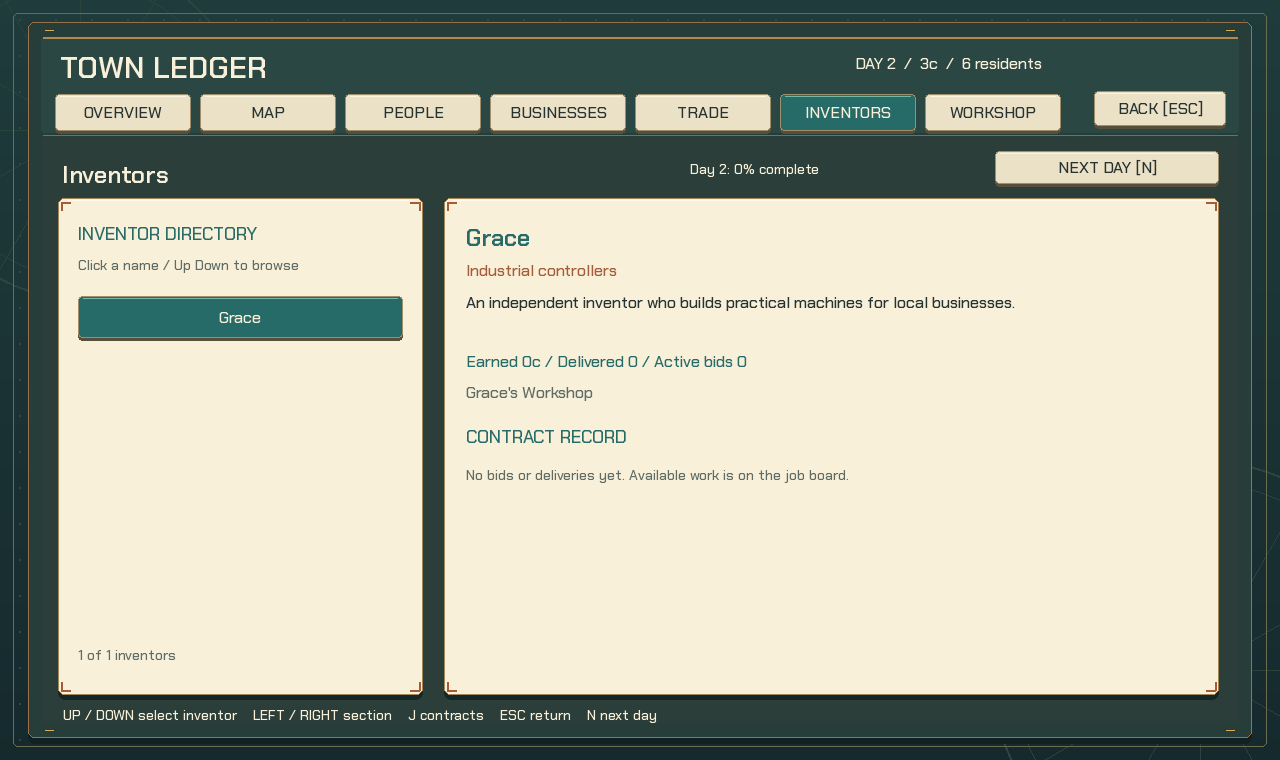 TOWN LEDGER
DAY 2 / 3c / 6 residents
OVERVIEW
MAP
PEOPLE
BUSINESSES
TRADE
INVENTORS
WORKSHOP
BACK [ESC]
Inventors
Day 2: 0% complete
NEXT DAY [N]
INVENTOR DIRECTORY
Click a name / Up Down to browse
Grace
1 of 1 inventors
Grace
Industrial controllers
An independent inventor who builds practical machines for local businesses.
Earned 0c / Delivered 0 / Active bids 0
Grace's Workshop
CONTRACT RECORD
No bids or deliveries yet. Available work is on the job board.
UP / DOWN select inventor LEFT / RIGHT section J contracts ESC return N next day